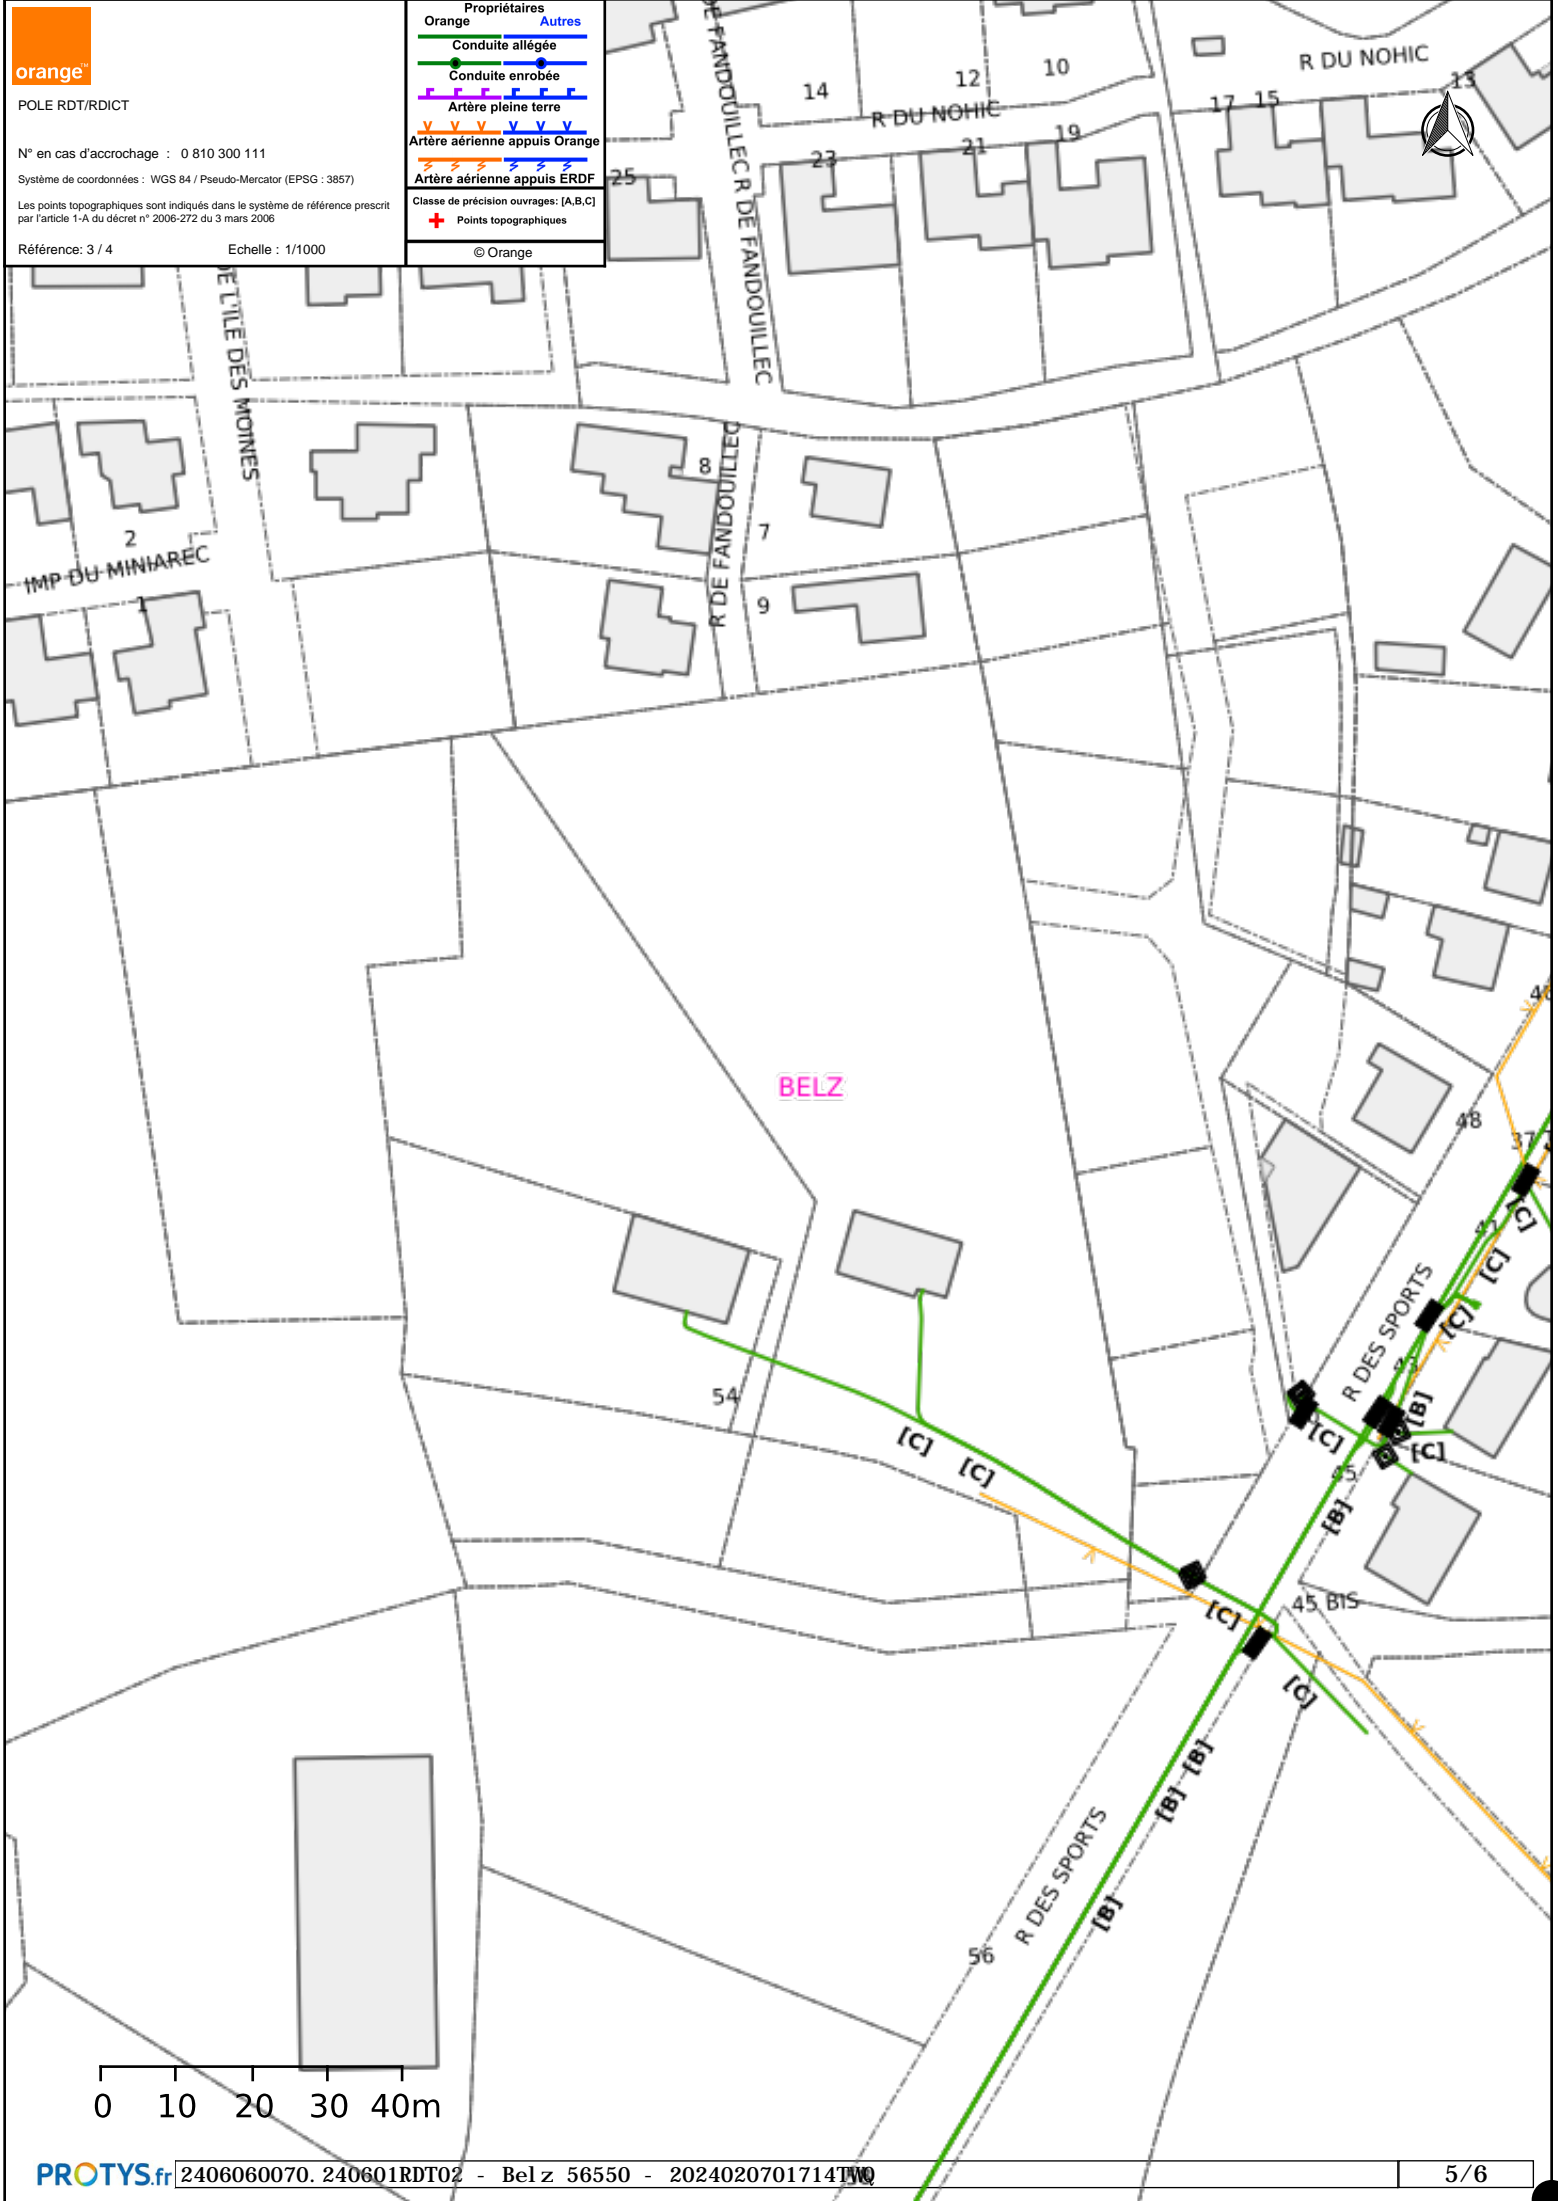 orange™
POLE RDT/RDICT
N° en cas d'accrochage : 0 810 300 111
Système de coordonnées : WGS 84 / Pseudo-Mercator (EPSG : 3857)
Les points topographiques sont indiqués dans le système de référence prescrit
par l'article 1-A du décret n° 2006-272 du 3 mars 2006
Référence: 3 / 4 Echelle : 1/1000
Propriétaires
Orange Autres
Conduite allégée
Conduite enrobée
Artère pleine terre
Artère aérienne appuis Orange
Artère aérienne appuis ERDF
Classe de précision ouvrages: [A,B,C]
Points topographiques
© Orange
DE FANDOUILLEC
R DE FANDOUILLEC
14
12
10
R DU NOHIC
R DU NOHIC
13
17 15
19
21
23
25
DE L'ILE DES MOINES
8
R DE FANDOUILLEC
7
9
2
IMP DU MINIAREC
1
BELZ
48
37
41
[C]
[C]
[C]
R DES SPORTS
43
[B]
[C]
[C]
45
[B]
54
[C]
[C]
45 BIS
[C]
[C]
[B]
[B]
R DES SPORTS
[B]
56
0 10 20 30 40m
PROTYS.fr
2406060070.240601RDT02 - Belz 56550 - 2024020701714
5/6